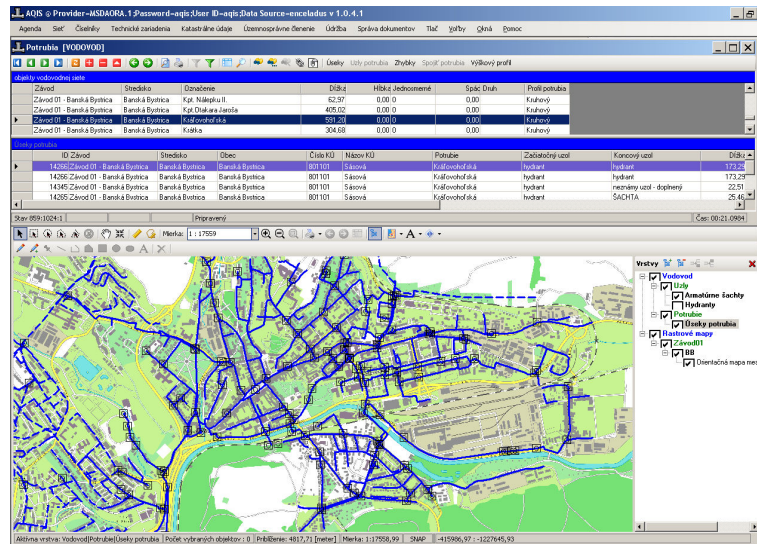 AQIS @ Provider=MSDAORA.1;Password=aqis;User ID=aqis;Data Source=enceladus v 1.0.4.1
Agenda Sieť Číselníky Technické zariadenia Katastrálne údaje Územnosprávne členenie Údržba Správa dokumentov Tlač Voľby Okná Pomoc
Potrubia [VODOVOD]
Úseky Uzly potrubia Zhybky Spojiť potrubia Výškový profil
objekty vodovodnej siete
Závod Stredisko Označenie Dĺžka Hĺbka Jednosmerné Spác Druh Profil potrubia
Závod 01 - Banská Bystrica Banská Bystrica Kpt. Nálepku II. 62,97 0,00 0 0,00 Kruhový
Závod 01 - Banská Bystrica Banská Bystrica Kpt.Otakara Jaroša 405,02 0,00 0 0,00 Kruhový
Závod 01 - Banská Bystrica Banská Bystrica Kráľovohoľská 591,20 0,00 0 0,00 Kruhový
Závod 01 - Banská Bystrica Banská Bystrica Krátka 304,68 0,00 0 0,00 Kruhový
Úseky potrubia
ID Závod Stredisko Obec Číslo KÚ Názov KÚ Potrubie Začiatočný uzol Koncový uzol Dĺžka
14266 Závod 01 - Banská Bystrica Banská Bystrica Banská Bystrica 801101 Sásová Kráľovohoľská hydrant hydrant 173,29
14266 Závod 01 - Banská Bystrica Banská Bystrica Banská Bystrica 801101 Sásová Kráľovohoľská hydrant hydrant 173,29
14345 Závod 01 - Banská Bystrica Banská Bystrica Banská Bystrica 801101 Sásová Kráľovohoľská hydrant neznámy uzol - doplnený 22,51
14265 Závod 01 - Banská Bystrica Banská Bystrica Banská Bystrica 801101 Sásová Kráľovohoľská hydrant ŠACHTA 25,46
Stav 859:1024:1 Pripravený Čas: 00:21.0984
Mierka: 1 : 17559
Vrstvy
Vodovod
Uzly
Armatúrne šachty
Hydranty
Potrubie
Úseky potrubia
Rastrové mapy
Závod01
BB
Orientačná mapa mes
Aktívna vrstva: Vodovod|Potrubie|Úseky potrubia Počet vybraných objektov : 0 Priblíženie: 4817,71 [meter] Mierka: 1:17558,99 SNAP -415986,97 : -1227645,93